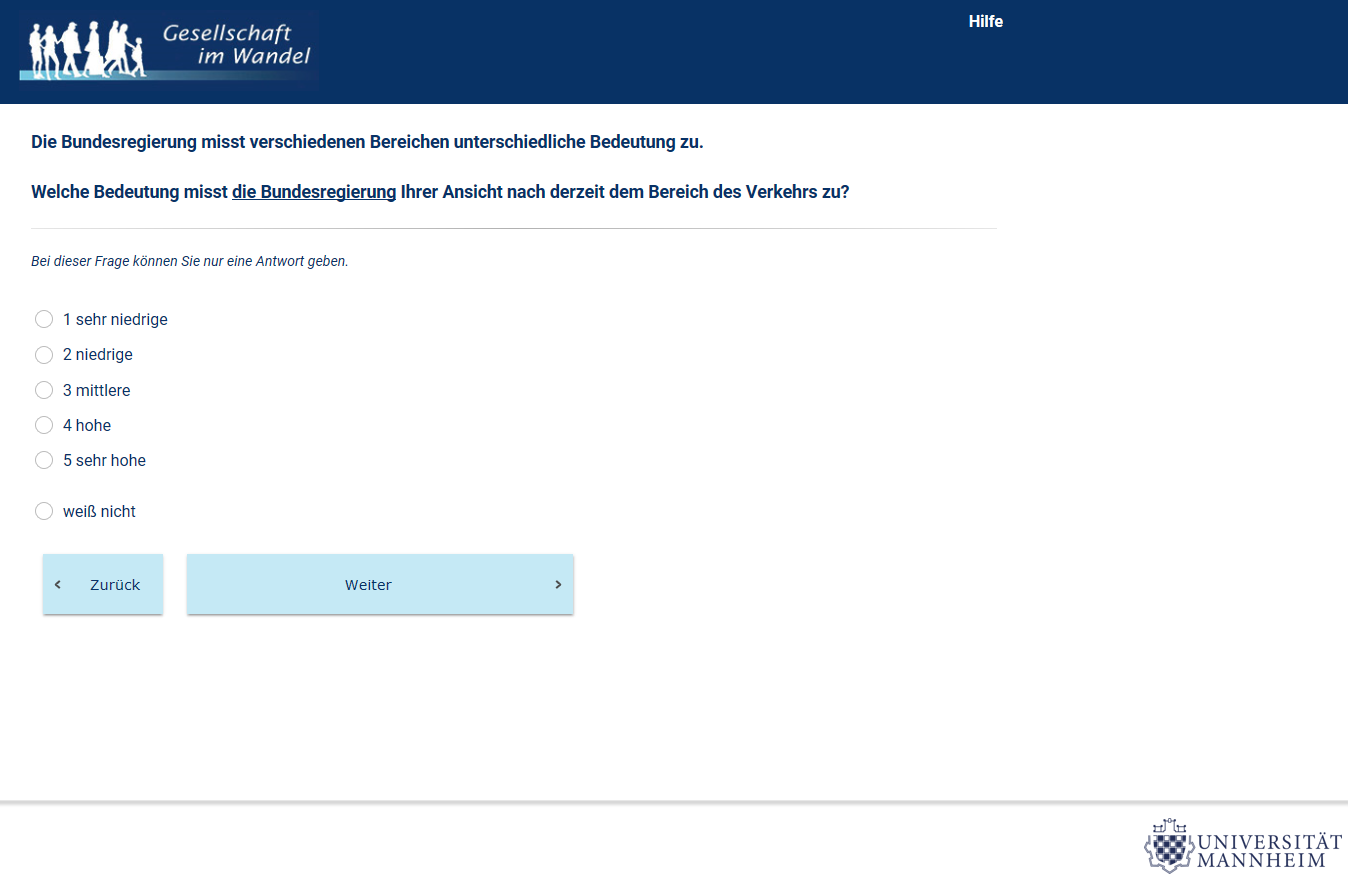 Gesellschaft
im Wandel
Hilfe
Die Bundesregierung misst verschiedenen Bereichen unterschiedliche Bedeutung zu.
Welche Bedeutung misst die Bundesregierung Ihrer Ansicht nach derzeit dem Bereich des Verkehrs zu?
Bei dieser Frage können Sie nur eine Antwort geben.
1 sehr niedrige
2 niedrige
3 mittlere
4 hohe
5 sehr hohe
weiß nicht
Zurück
Weiter
UNIVERSITÄT
MANNHEIM